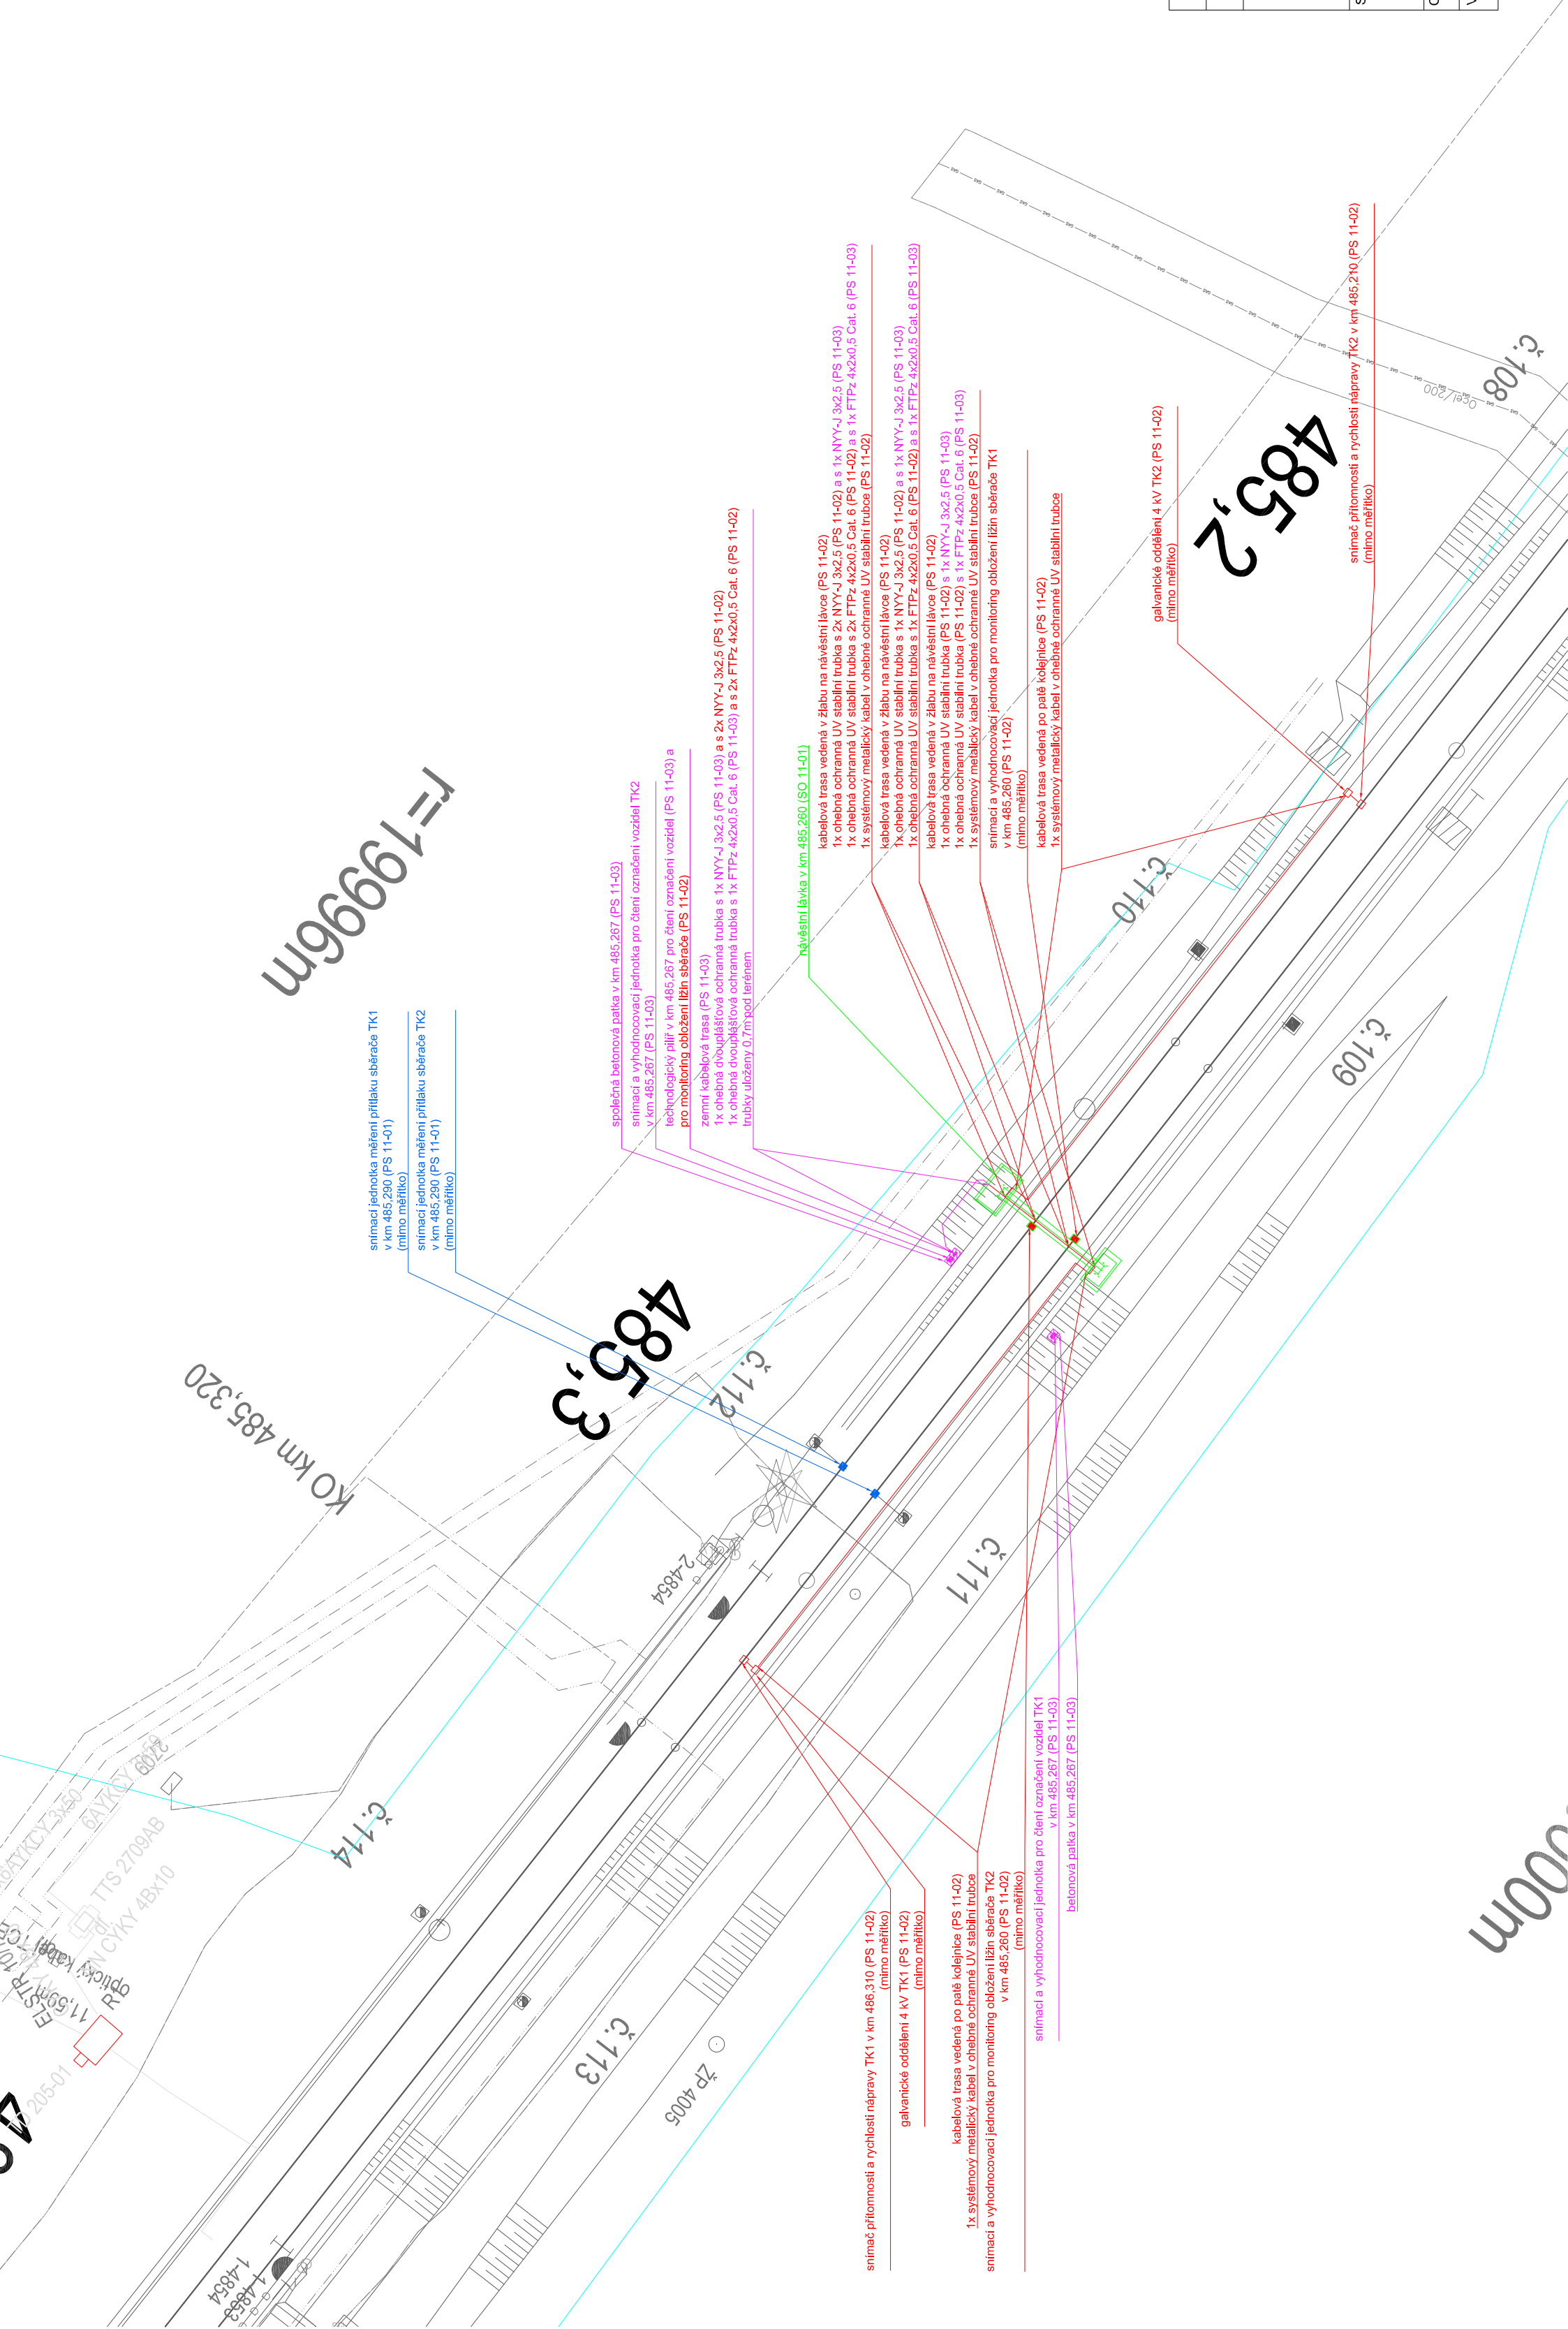 snímací jednotka měření přítlaku sběrače TK1
v km 485,290 (PS 11-01)
(mimo měřítko)
snímací jednotka měření přítlaku sběrače TK2
v km 485,290 (PS 11-01)
(mimo měřítko)
společná betonová patka v km 485,267 (PS 11-03)
snímací a vyhodnocovací jednotka pro čtení označení vozidel TK2
v km 485,267 (PS 11-03)
technologický pilíř v km 485,267 pro čtení označení vozidel (PS 11-03) a
pro monitoring obložení ližin sběrače (PS 11-02)
zemní kabelová trasa (PS 11-03)
1x ohebná dvouplášťová ochranná trubka s 1x NYY-J 3x2,5 (PS 11-03) a s 2x NYY-J 3x2,5 (PS 11-02)
1x ohebná dvouplášťová ochranná trubka s 1x FTPz 4x2x0,5 Cat. 6 (PS 11-03) a s 2x FTPz 4x2x0,5 Cat. 6 (PS 11-02)
trubky uloženy 0,7m pod terénem
návěstní lávka v km 485,260 (SO 11-01)
kabelová trasa vedená v žlabu na návěstní lávce (PS 11-02)
1x ohebná ochranná UV stabilní trubka s 2x NYY-J 3x2,5 (PS 11-02) a s 1x NYY-J 3x2,5 (PS 11-03)
1x ohebná ochranná UV stabilní trubka s 2x FTPz 4x2x0,5 Cat. 6 (PS 11-02) a s 1x FTPz 4x2x0,5 Cat. 6 (PS 11-03)
1x systémový metalický kabel v ohebné ochranné UV stabilní trubce (PS 11-02)
kabelová trasa vedená v žlabu na návěstní lávce (PS 11-02)
1x ohebná ochranná UV stabilní trubka s 1x NYY-J 3x2,5 (PS 11-02) a s 1x NYY-J 3x2,5 (PS 11-03)
1x ohebná ochranná UV stabilní trubka s 1x FTPz 4x2x0,5 Cat. 6 (PS 11-02) a s 1x FTPz 4x2x0,5 Cat. 6 (PS 11-03)
kabelová trasa vedená v žlabu na návěstní lávce (PS 11-02)
1x ohebná ochranná UV stabilní trubka (PS 11-02) s 1x NYY-J 3x2,5 (PS 11-03)
1x ohebná ochranná UV stabilní trubka (PS 11-02) s 1x FTPz 4x2x0,5 Cat. 6 (PS 11-03)
1x systémový metalický kabel v ohebné ochranné UV stabilní trubce (PS 11-02)
snímací a vyhodnocovací jednotka pro monitoring obložení ližin sběrače TK1
v km 485,260 (PS 11-02)
(mimo měřítko)
kabelová trasa vedená po patě kolejnice (PS 11-02)
1x systémový metalický kabel v ohebné ochranné UV stabilní trubce
galvanické oddělení 4 kV TK2 (PS 11-02)
(mimo měřítko)
snímač přítomnosti a rychlosti nápravy TK2 v km 485,210 (PS 11-02)
(mimo měřítko)
snímač přítomnosti a rychlosti nápravy TK1 v km 486,310 (PS 11-02)
(mimo měřítko)
galvanické oddělení 4 kV TK1 (PS 11-02)
(mimo měřítko)
kabelová trasa vedená po patě kolejnice (PS 11-02)
1x systémový metalický kabel v ohebné ochranné UV stabilní trubce
snímací a vyhodnocovací jednotka pro monitoring obložení ližin sběrače TK2
v km 485,260 (PS 11-02)
(mimo měřítko)
snímací a vyhodnocovací jednotka pro čtení označení vozidel TK1
v km 485,267 (PS 11-03)
betonová patka v km 485,267 (PS 11-03)
r=1996m
KO km 485,320
485,3
485,2
č.108
č.109
č.110
č.111
č.112
č.113
č.114
ŽP 4005
2-4854
1-4854
1-4853
Ocel/200
TTS 2709AB
CYKY 4Bx10
optický kabel
11,59m
205-01
000m